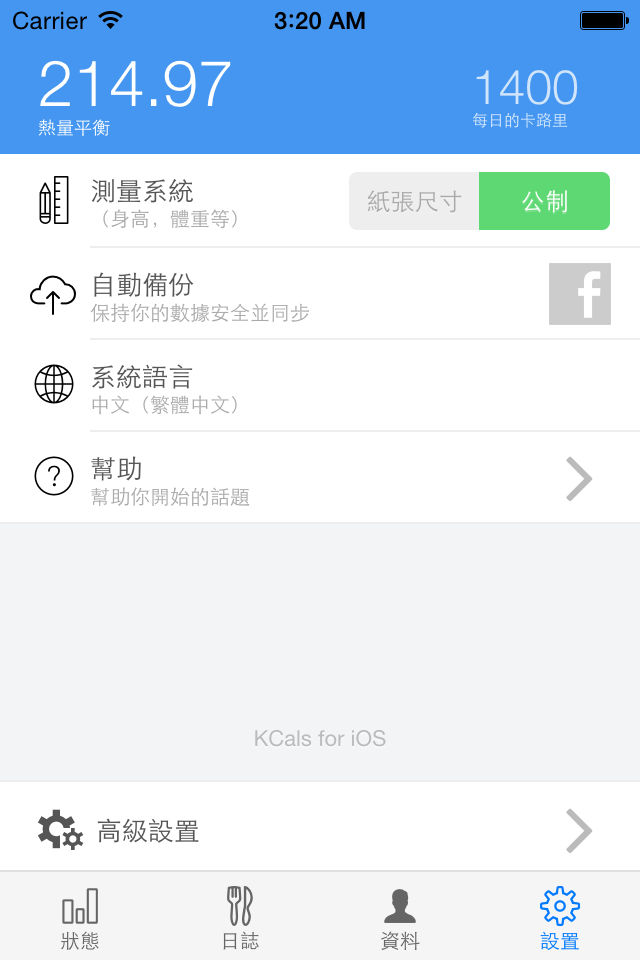 Carrier 3:20 AM
214.97 1400
熱量平衡 每日的卡路里
測量系統
（身高，體重等）
紙張尺寸 公制
自動備份
保持你的數據安全並同步
f
系統語言
中文（繁體中文）
幫助
幫助你開始的話題
?
KCals for iOS
高級設置
狀態 日誌 資料 設置